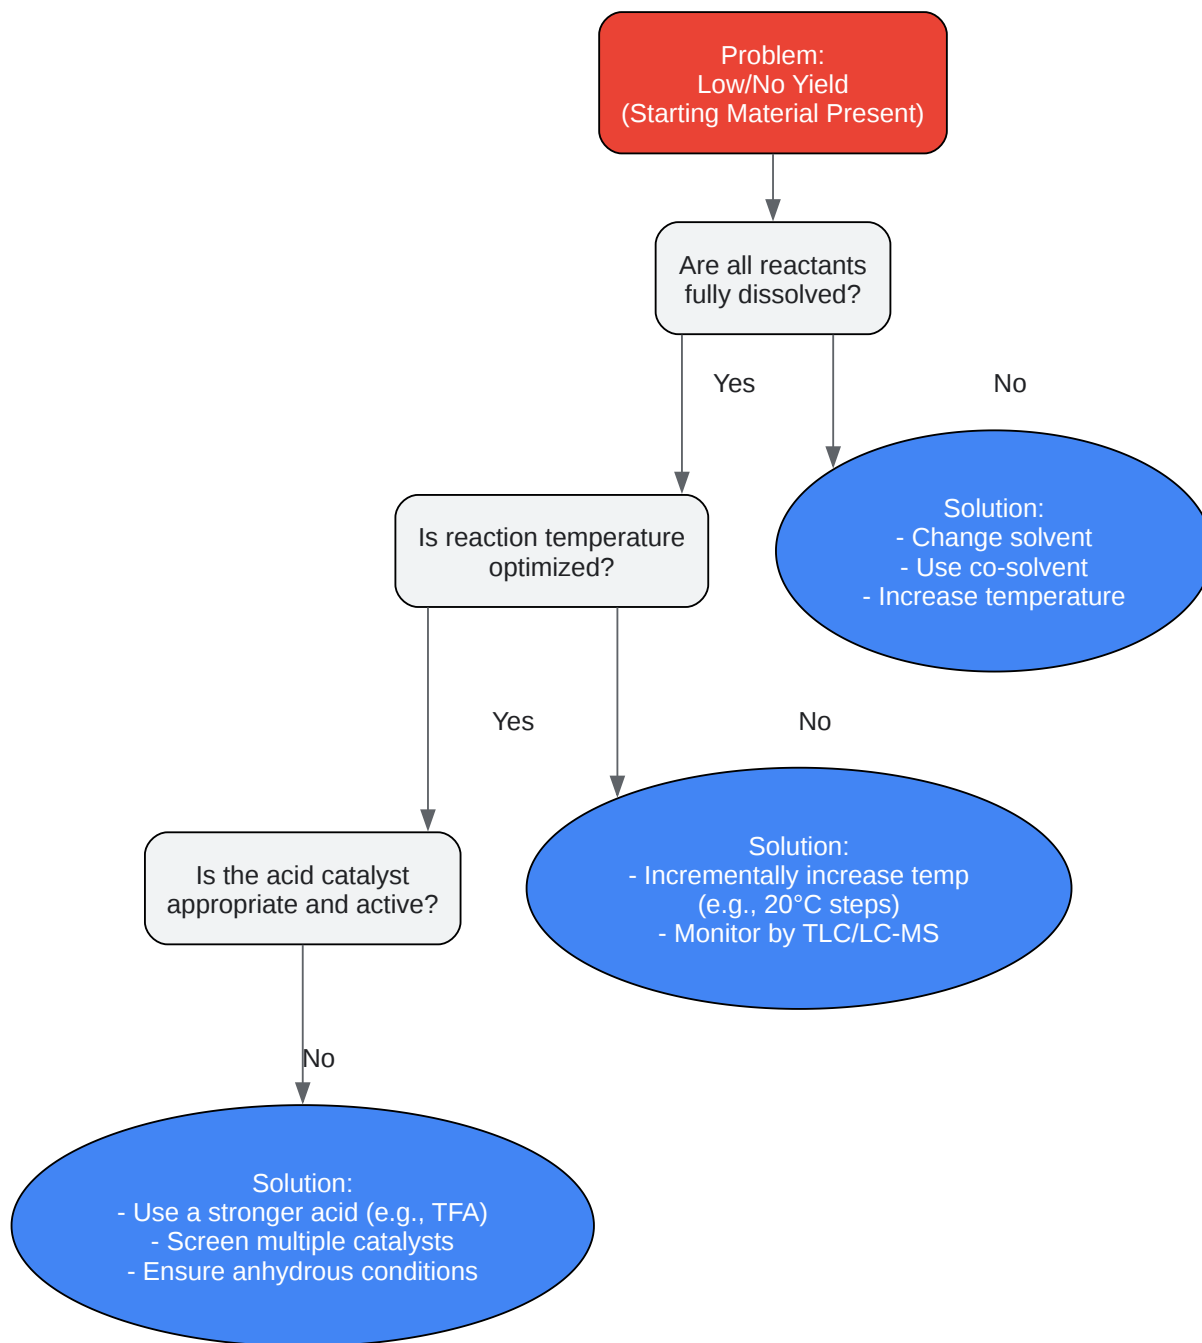 Problem:
Low/No Yield
(Starting Material Present)
Are all reactants
fully dissolved?
Yes
No
Is reaction temperature
optimized?
Solution:
- Change solvent
- Use co-solvent
- Increase temperature
Yes
No
Is the acid catalyst
appropriate and active?
Solution:
- Incrementally increase temp
(e.g., 20°C steps)
- Monitor by TLC/LC-MS
No
Solution:
- Use a stronger acid (e.g., TFA)
- Screen multiple catalysts
- Ensure anhydrous conditions